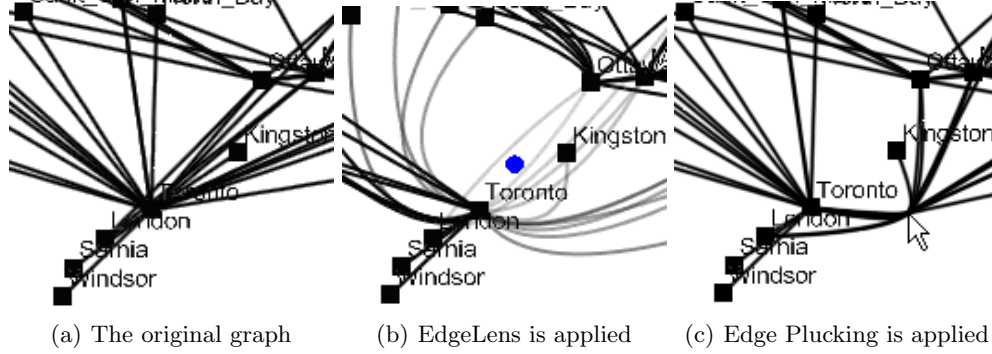 Kingston
Toronto
London
Sarnia
Windsor
Kingston
Toronto
London
Sarnia
Windsor
Kingston
Toronto
London
Sarnia
Windsor
(a) The original graph
(b) EdgeLens is applied
(c) Edge Plucking is applied